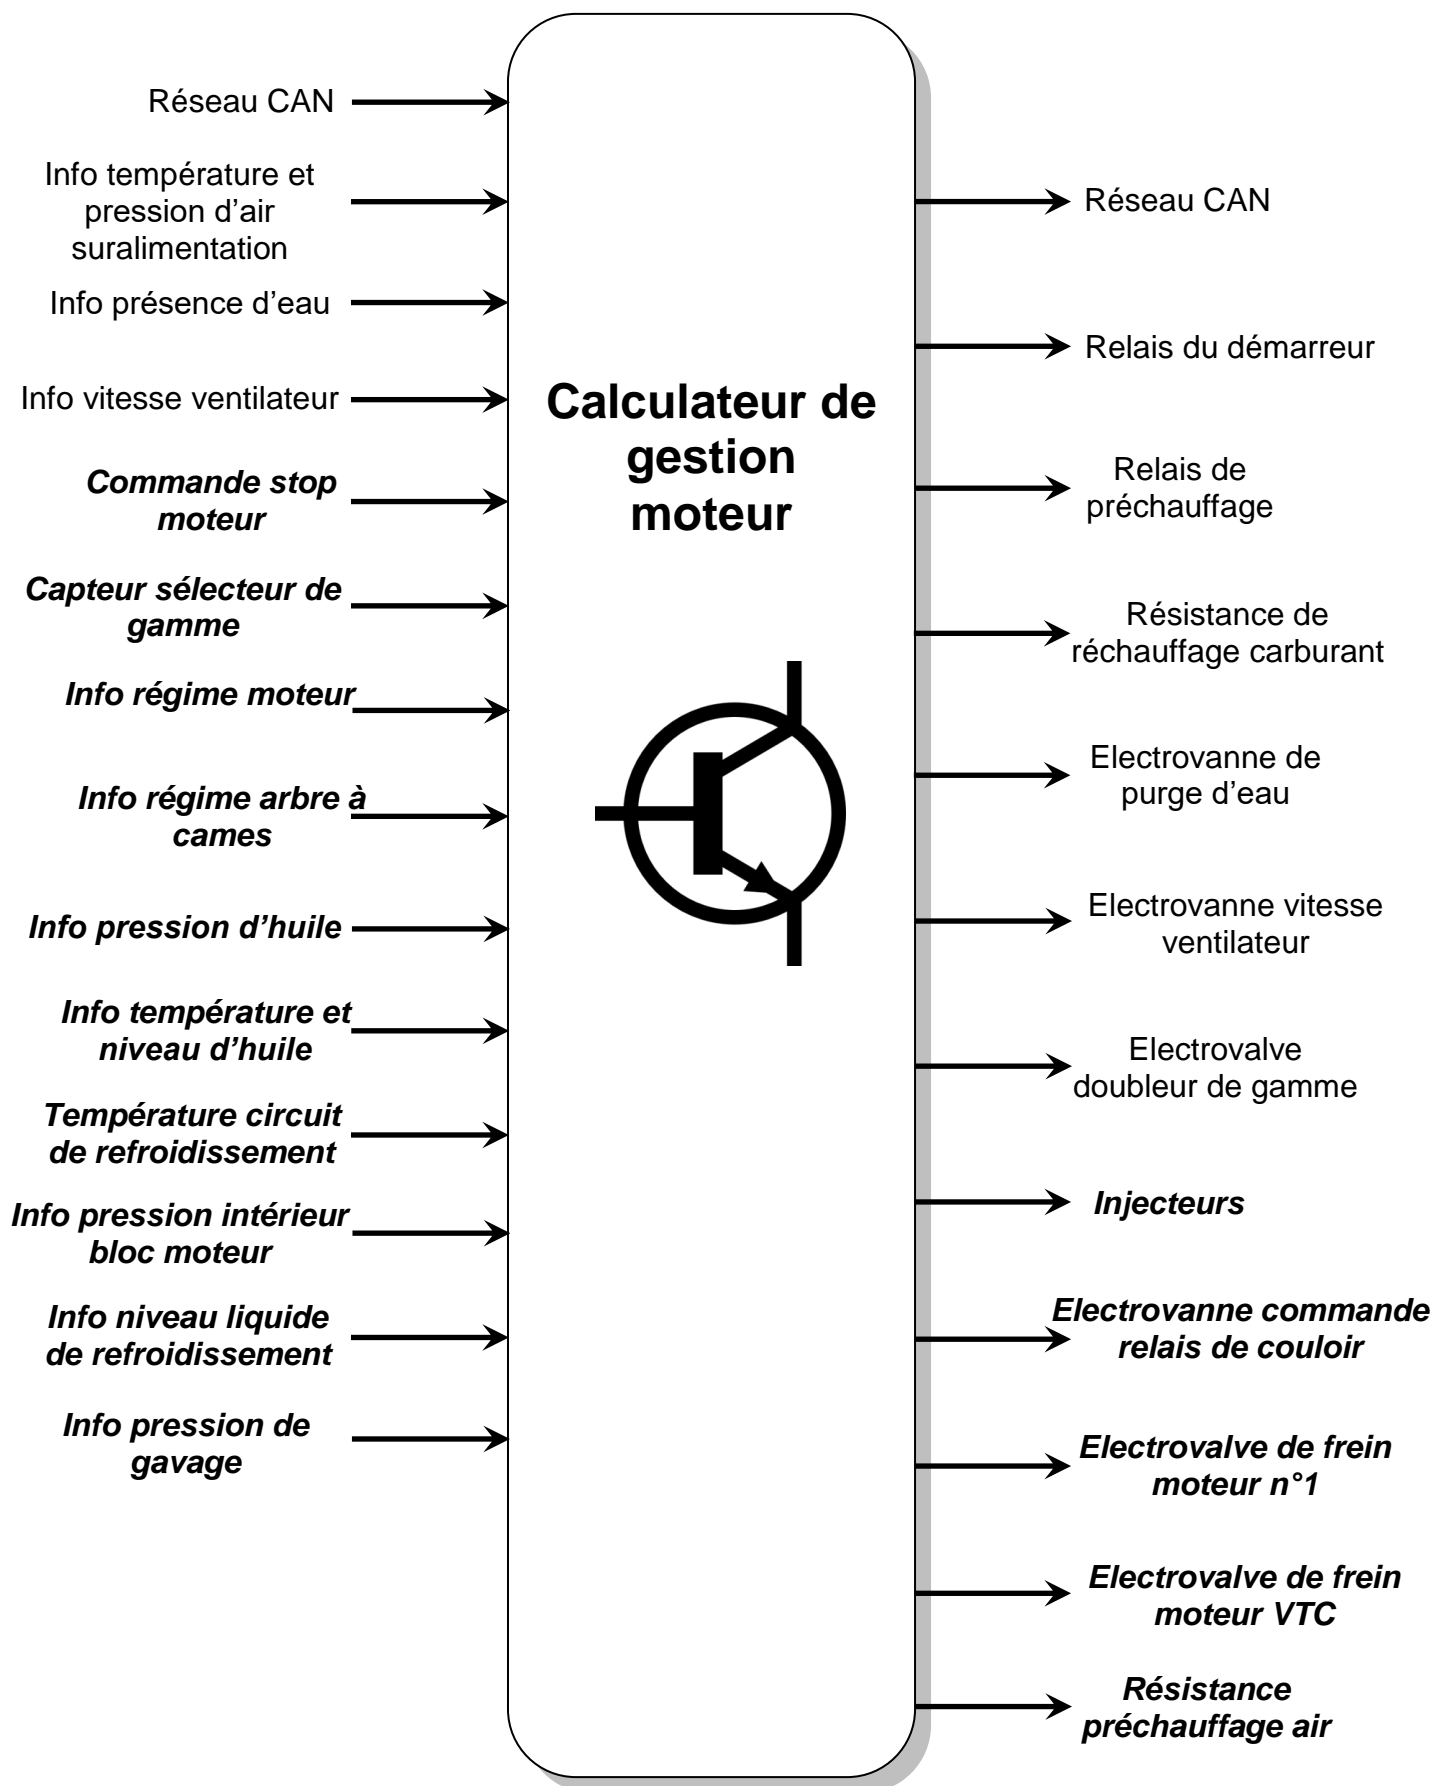 Réseau CAN
Info température et
pression d’air
suralimentation
Info présence d’eau
Info vitesse ventilateur
Commande stop
moteur
Capteur sélecteur de
gamme
Info régime moteur
Info régime arbre à
cames
Info pression d’huile
Info température et
niveau d’huile
Température circuit
de refroidissement
Info pression intérieur
bloc moteur
Info niveau liquide
de refroidissement
Info pression de
gavage
Calculateur de
gestion
moteur
Réseau CAN
Relais du démarreur
Relais de
préchauffage
Résistance de
réchauffage carburant
Electrovanne de
purge d’eau
Electrovanne vitesse
ventilateur
Electrovalve
doubleur de gamme
Injecteurs
Electrovanne commande
relais de couloir
Electrovalve de frein
moteur n°1
Electrovalve de frein
moteur VTC
Résistance
préchauffage air